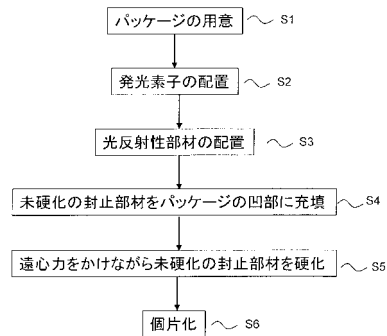 パッケージの用意 S1
発光素子の配置 S2
光反射性部材の配置 S3
未硬化の封止部材をパッケージの凹部に充填 S4
遠心力をかけながら未硬化の封止部材を硬化 S5
個片化 S6